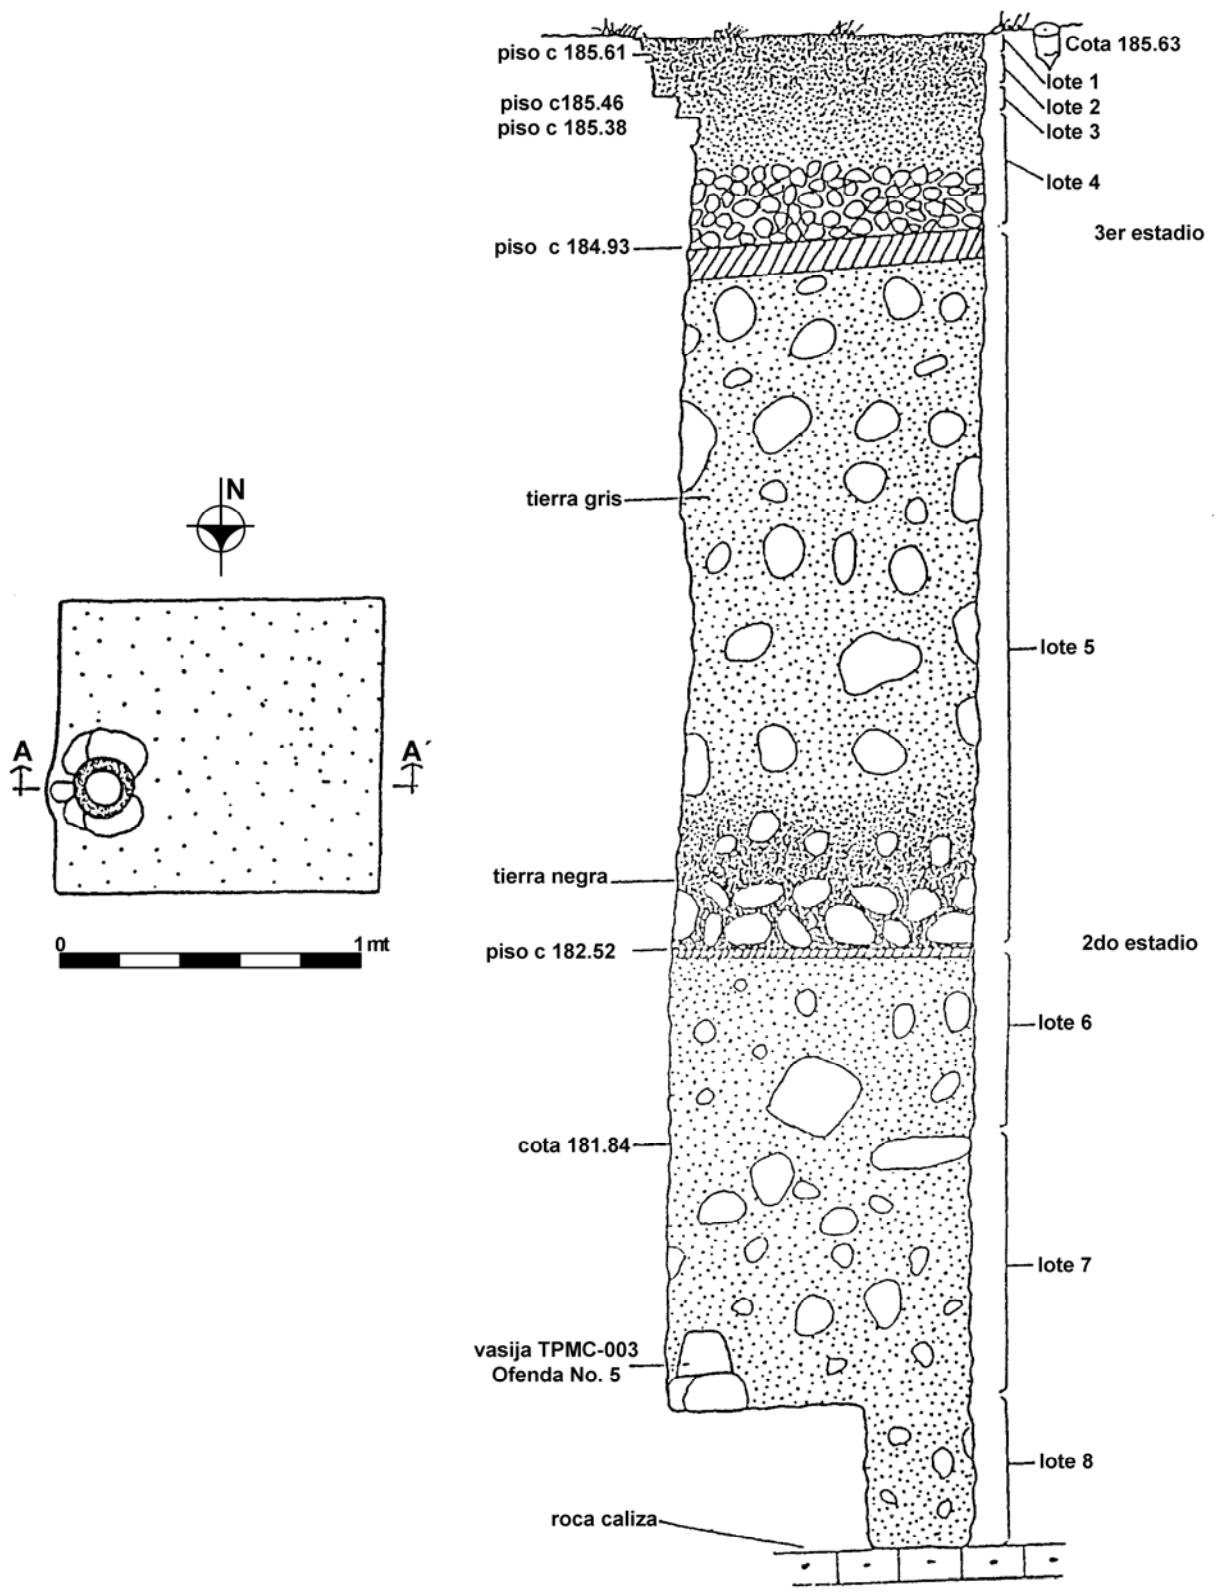 piso c 185.61
Cota 185.63
lote 1
piso c185.46
lote 2
piso c 185.38
lote 3
lote 4
3er estadio
piso c 184.93
N
tierra gris
lote 5
A
A´
tierra negra
0 1 mt
piso c 182.52
2do estadio
lote 6
cota 181.84
lote 7
vasija TPMC-003
Ofenda No. 5
lote 8
roca caliza